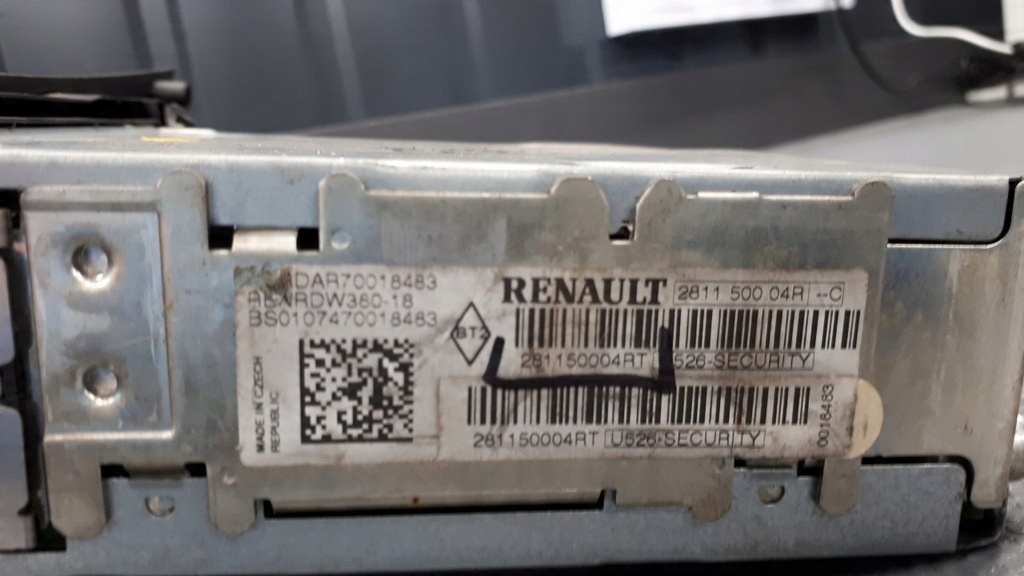 DAR70018483
RDW360-18
BS0107470018483
MADE IN CZECH
REPUBLIC
BT2
RENAULT 2811 500 04R --C
281150004RT U526-SECURITY
281150004RT U526-SECURITY
0018483